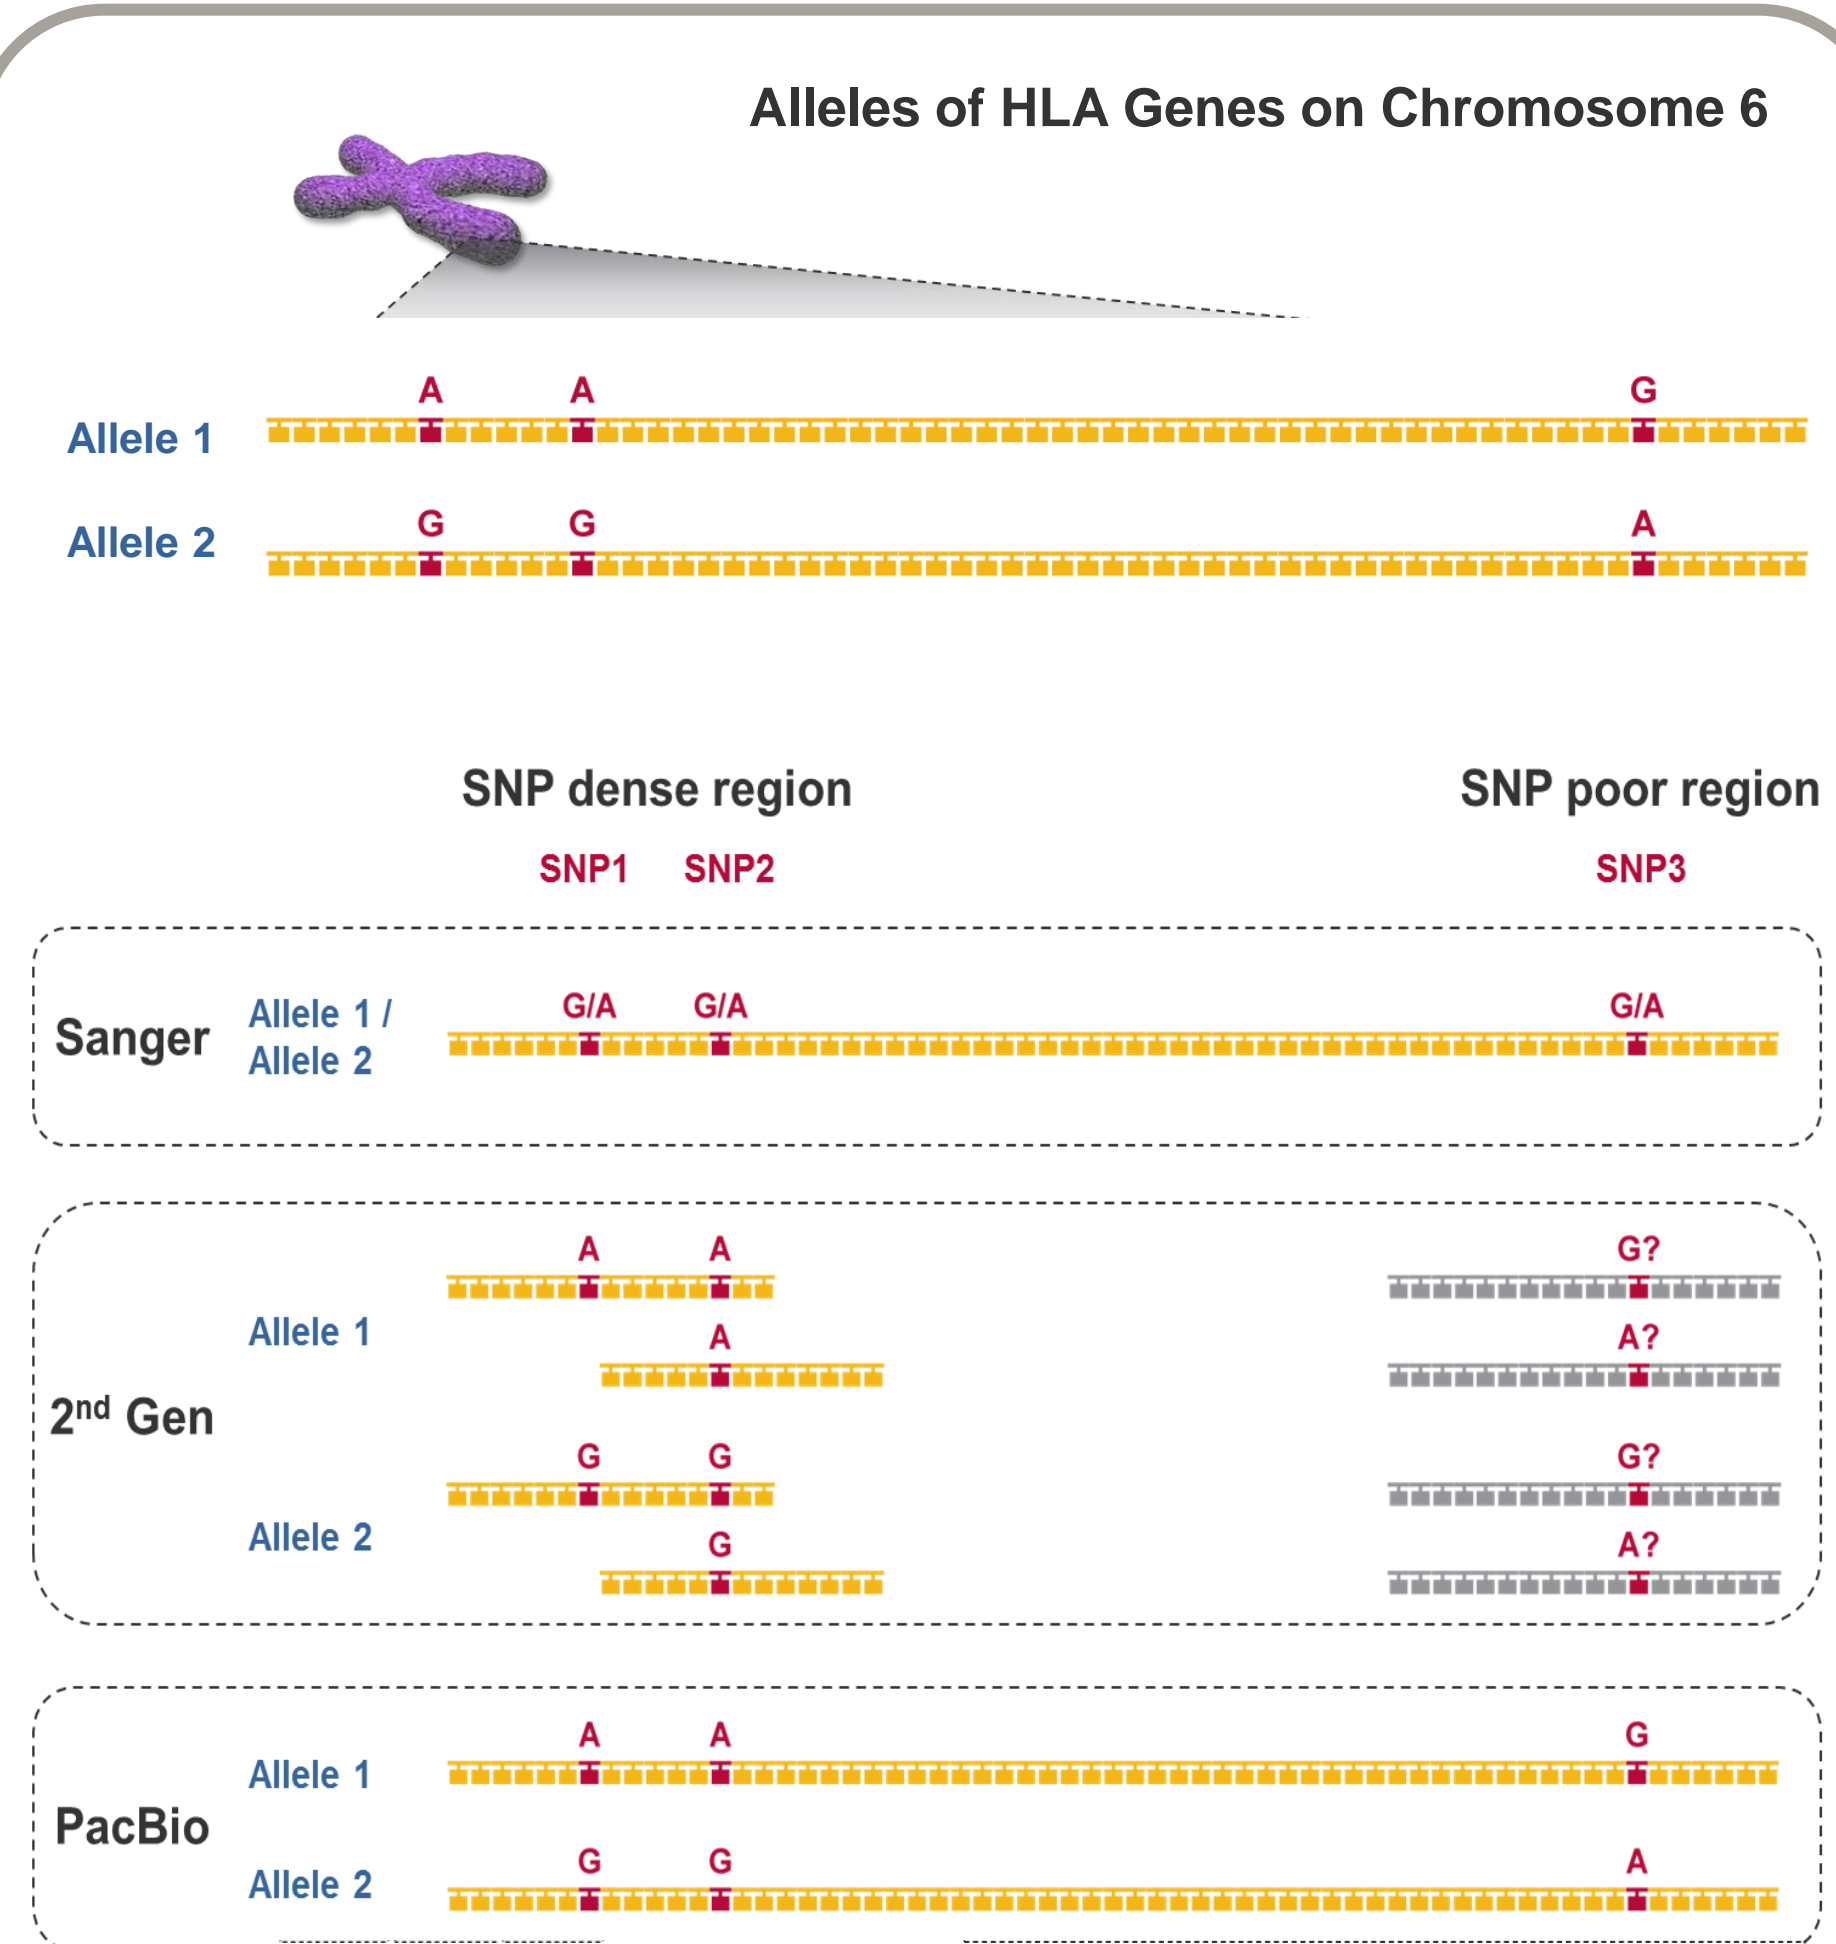 Alleles of HLA Genes on Chromosome 6
A A G
Allele 1
G G A
Allele 2
SNP dense region SNP poor region
SNP1 SNP2 SNP3
Sanger
Allele 1 /
Allele 2
G/A G/A G/A
2nd Gen
A A G?
Allele 1
A A?
G G G?
Allele 2
G A?
PacBio
A A G
Allele 1
G G A
Allele 2